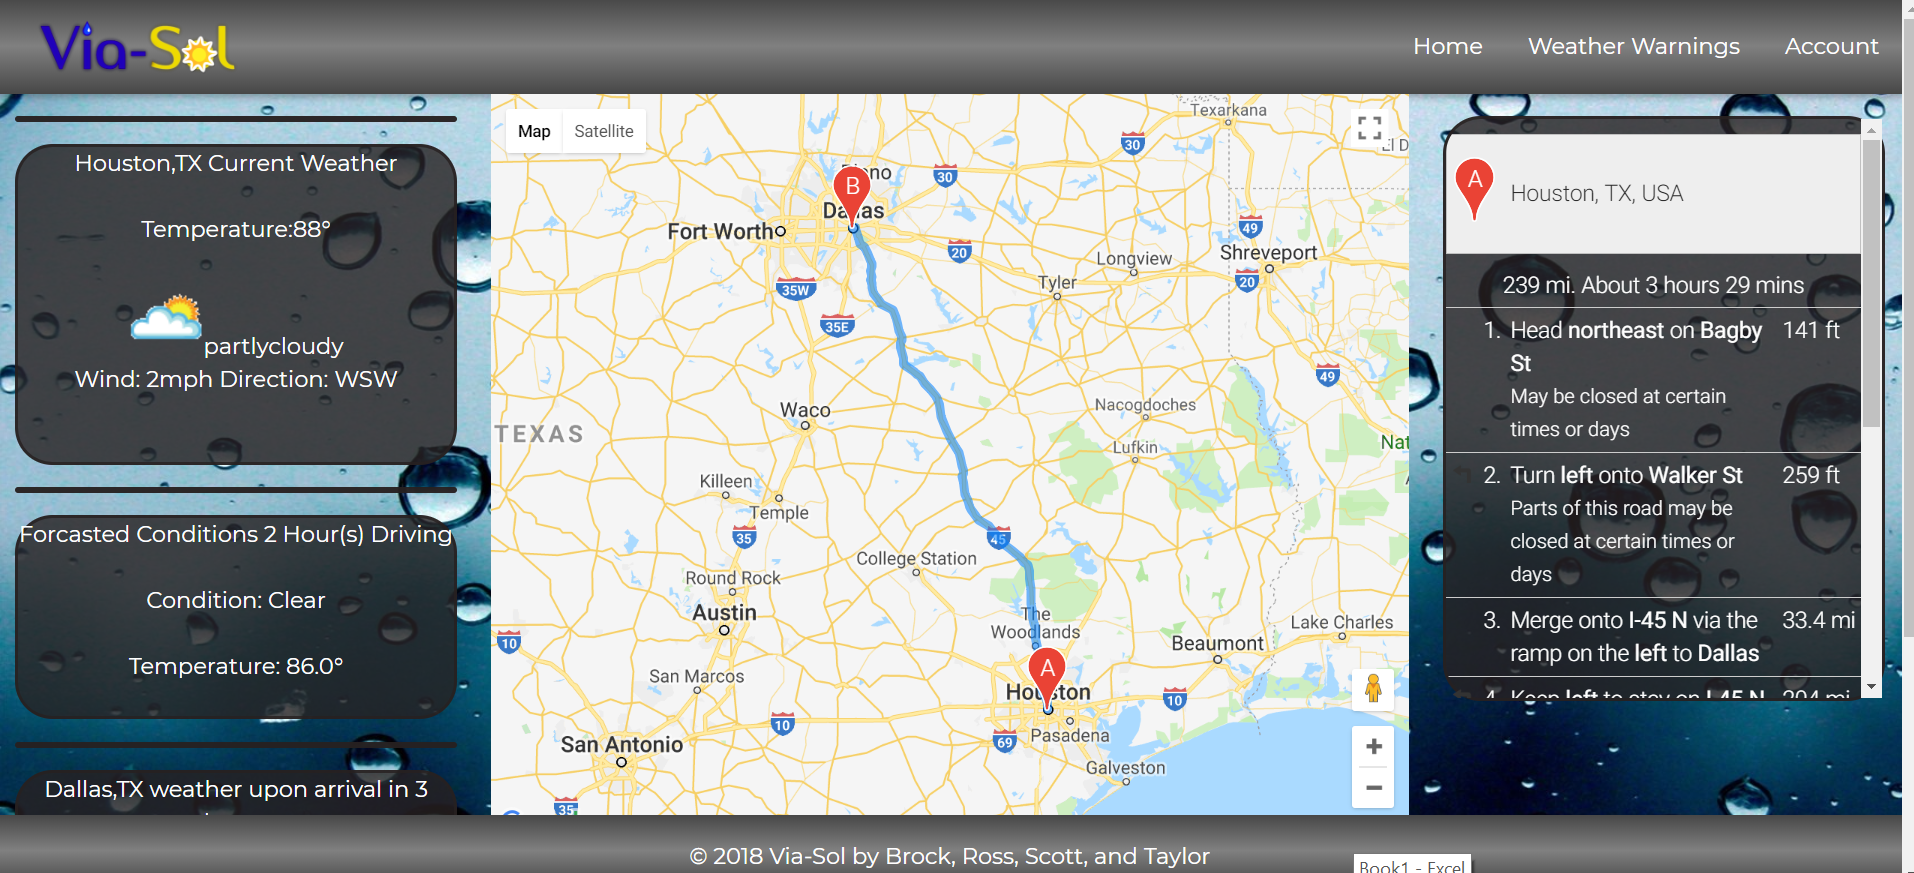 Via-Sol
Home
Weather Warnings
Account
Houston,TX Current Weather
Temperature:88°
partlycloudy
Wind: 2mph Direction: WSW
Forcasted Conditions 2 Hour(s) Driving
Condition: Clear
Temperature: 86.0°
Dallas,TX weather upon arrival in 3
Map
Satellite
Texarkana
30
El D
30
B
Dallas
Fort Worth
20
49
Shreveport
Longview
20
Tyler
35W
35E
49
Waco
Nacogdoches
TEXAS
Nat
Lufkin
Killeen
Temple
35
45
College Station
Round Rock
Austin
The
Woodlands
Lake Charles
10
Beaumont
A
San Marcos
Houston
10
10
69
Pasadena
San Antonio
Galveston
35
A
Houston, TX, USA
239 mi. About 3 hours 29 mins
1. Head northeast on Bagby 141 ft
St
May be closed at certain
times or days
2. Turn left onto Walker St 259 ft
Parts of this road may be
closed at certain times or
days
3. Merge onto I-45 N via the 33.4 mi
ramp on the left to Dallas
4. Keep left to stay on I-45 N 204 mi
© 2018 Via-Sol by Brock, Ross, Scott, and Taylor
Book1 - Excel